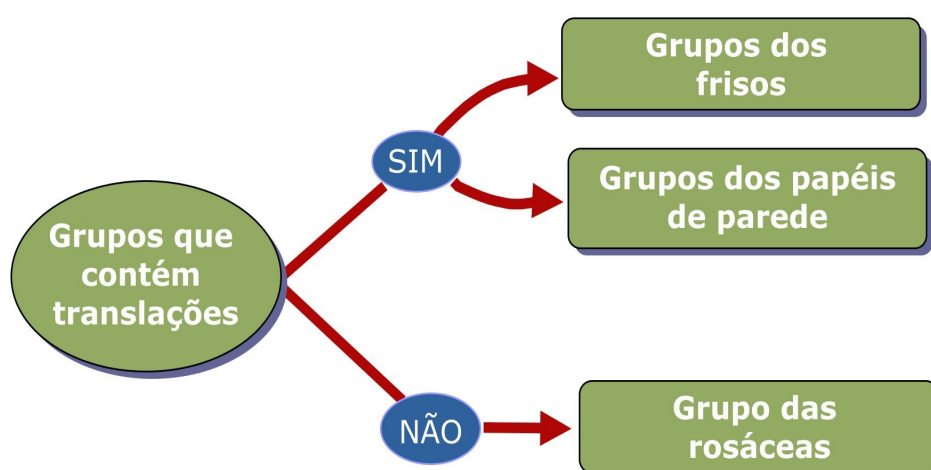 Grupos que
contém
translações
SIM
Grupos dos
frisos
Grupos dos papéis
de parede
NÃO
Grupo das
rosáceas